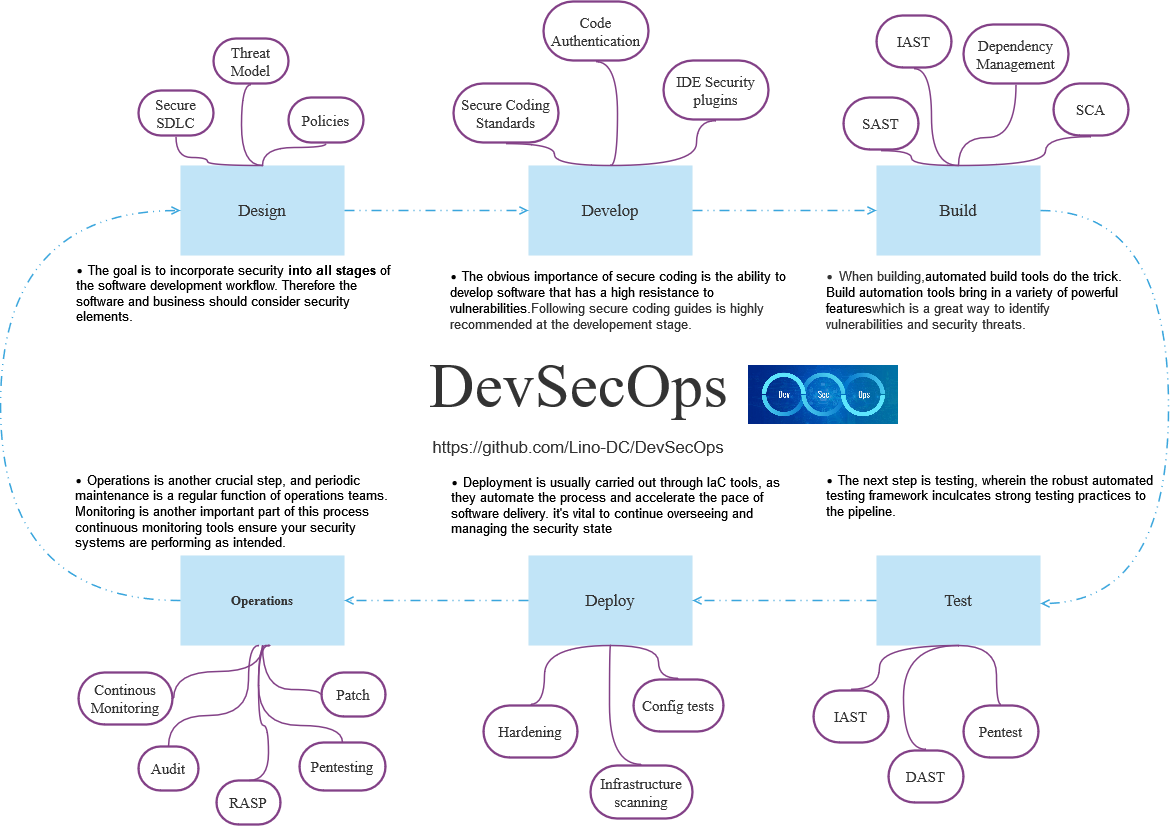 Code
Authentication
IAST
Dependency
Management
Threat
Model
Secure
SDLC
Policies
Secure Coding
Standards
IDE Security
plugins
SAST
SCA
Design
Develop
Build
• The goal is to incorporate security into all stages of
the software development workflow. Therefore the
software and business should consider security
elements.
• The obvious importance of secure coding is the ability to
develop software that has a high resistance to
vulnerabilities.Following secure coding guides is highly
recommended at the developement stage.
• When building,automated build tools do the trick.
Build automation tools bring in a variety of powerful
featureswhich is a great way to identify
vulnerabilities and security threats.
DevSecOps
Dev Sec Ops
https://github.com/Lino-DC/DevSecOps
• Operations is another crucial step, and periodic
maintenance is a regular function of operations teams.
Monitoring is another important part of this process
continuous monitoring tools ensure your security
systems are performing as intended.
• Deployment is usually carried out through IaC tools, as
they automate the process and accelerate the pace of
software delivery. it's vital to continue overseeing and
managing the security state
• The next step is testing, wherein the robust automated
testing framework inculcates strong testing practices to
the pipeline.
Operations
Deploy
Test
Continous
Monitoring
Patch
Audit
Pentesting
RASP
Hardening
Config tests
Infrastructure
scanning
IAST
Pentest
DAST